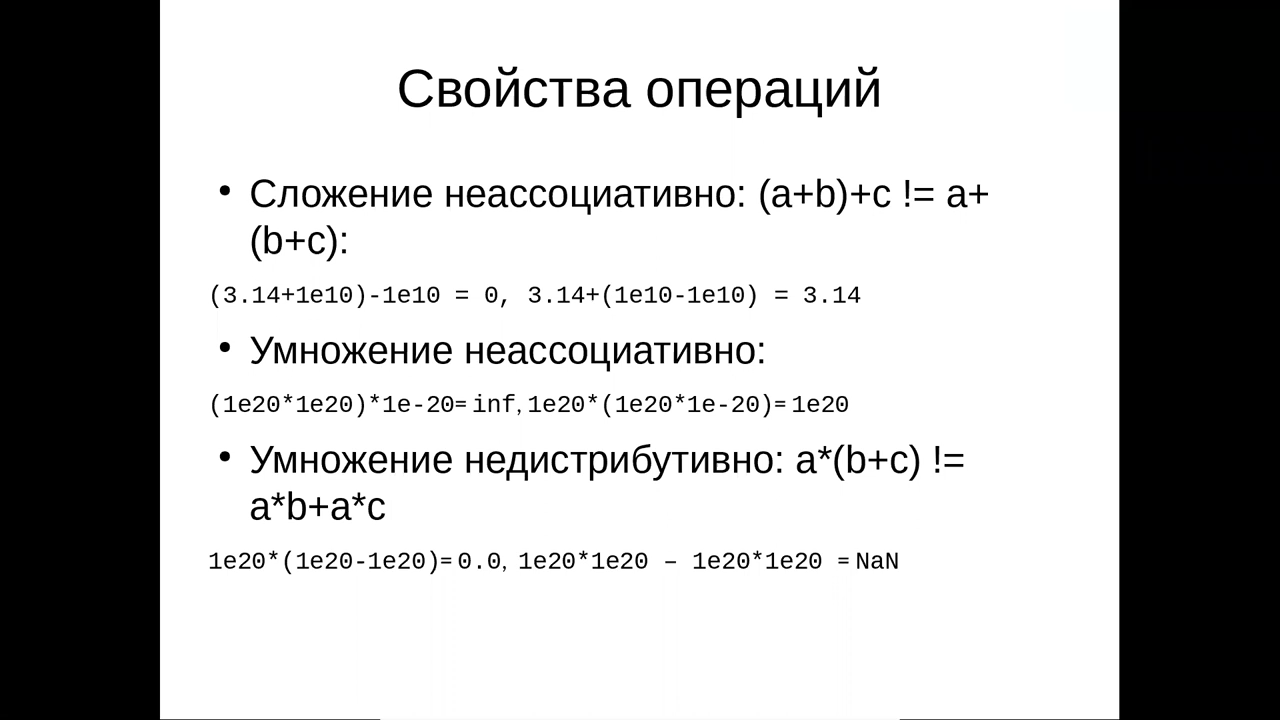 Свойства операций
• Сложение неассоциативно: (a+b)+c != a+
(b+c):
(3.14+1e10)-1e10 = 0, 3.14+(1e10-1e10) = 3.14
• Умножение неассоциативно:
(1e20*1e20)*1e-20= inf, 1e20*(1e20*1e-20)= 1e20
• Умножение недистрибутивно: a*(b+c) !=
a*b+a*c
1e20*(1e20-1e20)= 0.0, 1e20*1e20 – 1e20*1e20 = NaN